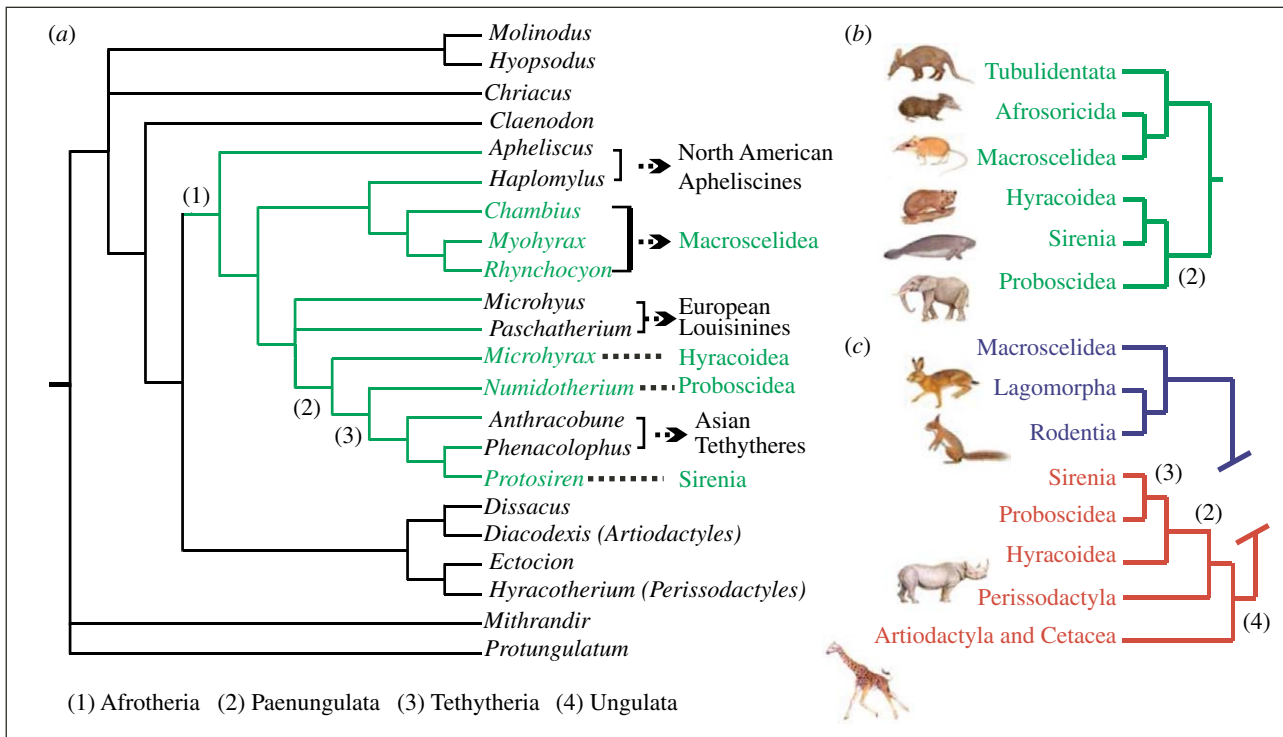 (a)
Molinodus
Hyopsodus
Chriacus
Claenodon
Apheliscus
Haplomylus
North American
Apheliscines
(1)
Chambius
Myohyrax
Rhynchocyon
Macroscelidea
Microhyus
Paschatherium
European
Louisinines
Microhyrax
Hyracoidea
(2)
Numidotherium
Proboscidea
(3)
Anthracobune
Phenacolophus
Asian
Tethytheres
Protosiren
Sirenia
Dissacus
Diacodexis (Artiodactyles)
Ectocion
Hyracotherium (Perissodactyles)
Mithrandir
Protungulatum
(1) Afrotheria (2) Paenungulata (3) Tethytheria (4) Ungulata
(b)
Tubulidentata
Afrosoricida
Macroscelidea
Hyracoidea
Sirenia
Proboscidea
(2)
(c)
Macroscelidea
Lagomorpha
Rodentia
Sirenia
(3)
Proboscidea
(2)
Hyracoidea
Perissodactyla
(4)
Artiodactyla and Cetacea